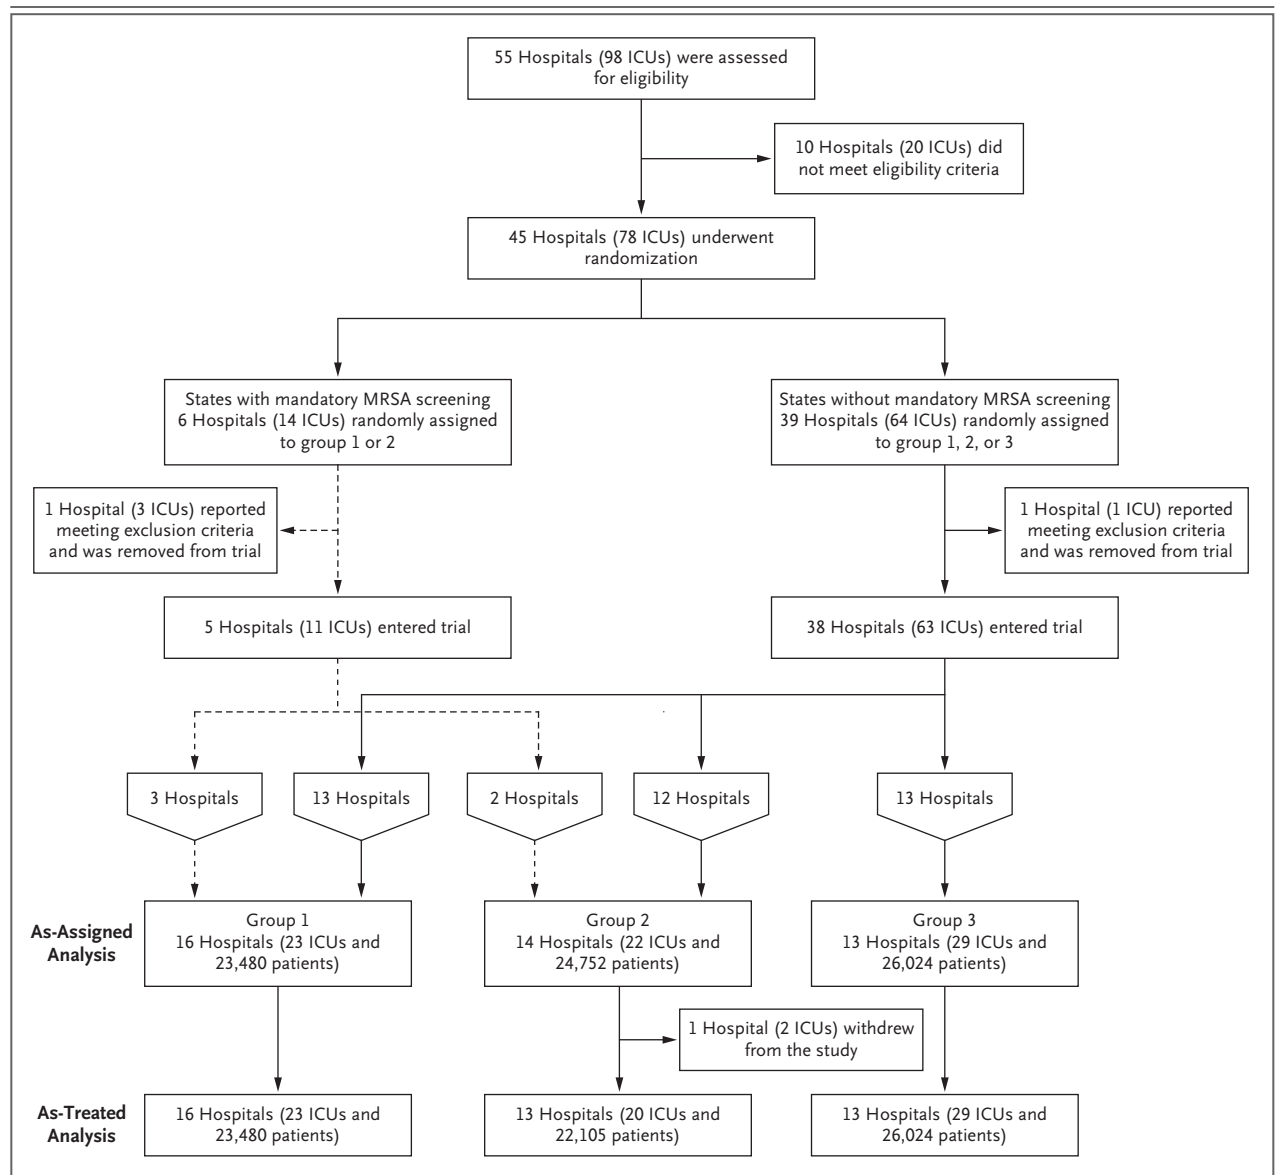 55 Hospitals (98 ICUs) were assessed
for eligibility
10 Hospitals (20 ICUs) did
not meet eligibility criteria
45 Hospitals (78 ICUs) underwent
randomization
States with mandatory MRSA screening
6 Hospitals (14 ICUs) randomly assigned
to group 1 or 2
States without mandatory MRSA screening
39 Hospitals (64 ICUs) randomly assigned
to group 1, 2, or 3
1 Hospital (3 ICUs) reported
meeting exclusion criteria
and was removed from trial
1 Hospital (1 ICU) reported
meeting exclusion criteria
and was removed from trial
5 Hospitals (11 ICUs) entered trial
38 Hospitals (63 ICUs) entered trial
3 Hospitals
13 Hospitals
2 Hospitals
12 Hospitals
13 Hospitals
As-Assigned
Analysis
Group 1
16 Hospitals (23 ICUs and
23,480 patients)
Group 2
14 Hospitals (22 ICUs and
24,752 patients)
Group 3
13 Hospitals (29 ICUs and
26,024 patients)
1 Hospital (2 ICUs) withdrew
from the study
As-Treated
Analysis
16 Hospitals (23 ICUs and
23,480 patients)
13 Hospitals (20 ICUs and
22,105 patients)
13 Hospitals (29 ICUs and
26,024 patients)